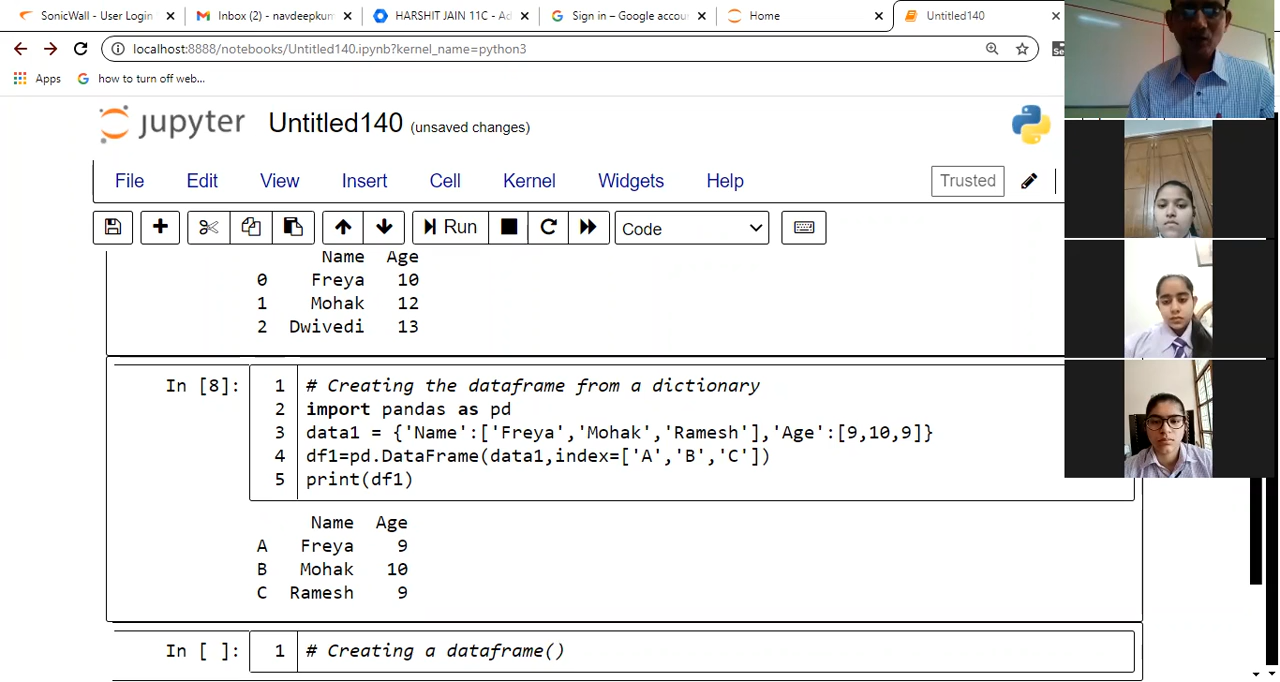 SonicWall - User Login
Inbox (2) - navdeepkum
HARSHIT JAIN 11C - Ad
Sign in – Google accou
Home
Untitled140
localhost:8888/notebooks/Untitled140.ipynb?kernel_name=python3
Se
Apps
how to turn off web...
jupyter Untitled140 (unsaved changes)
File Edit View Insert Cell Kernel Widgets Help
Trusted
Run
Code
Name Age
0 Freya 10
1 Mohak 12
2 Dwivedi 13
In [8]:
1 # Creating the dataframe from a dictionary
2 import pandas as pd
3 data1 = {'Name':['Freya','Mohak','Ramesh'],'Age':[9,10,9]}
4 df1=pd.DataFrame(data1,index=['A','B','C'])
5 print(df1)
Name Age
A Freya 9
B Mohak 10
C Ramesh 9
In [ ]:
1 # Creating a dataframe()